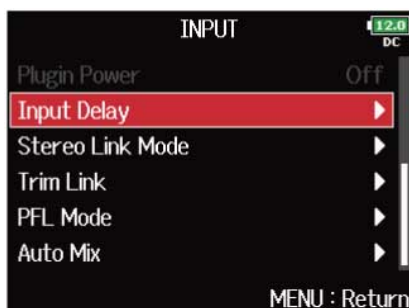 INPUT
12.0
DC
Plugin Power Off
Input Delay
Stereo Link Mode
Trim Link
PFL Mode
Auto Mix
MENU : Return